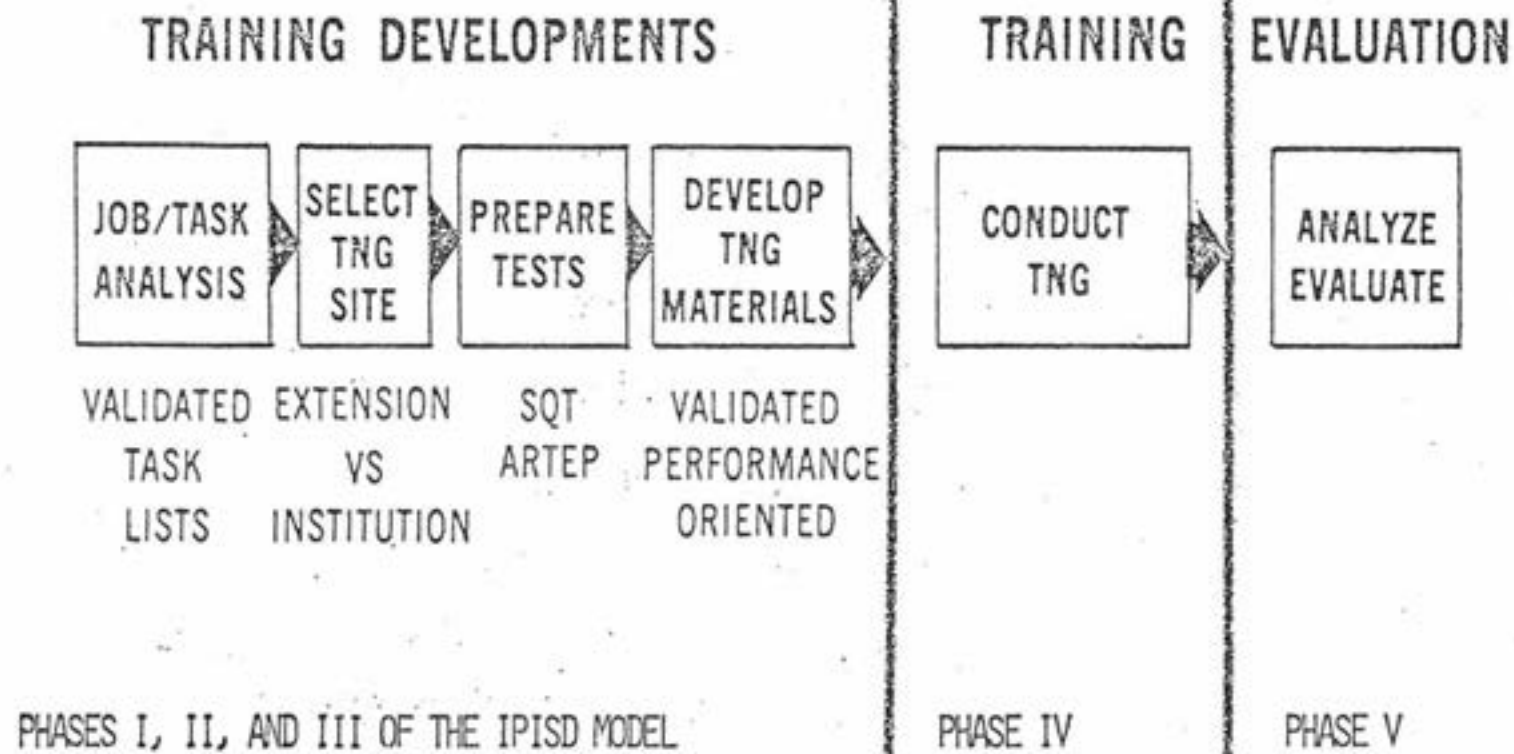 TRAINING DEVELOPMENTS
TRAINING
EVALUATION
JOB/TASK
ANALYSIS
SELECT
TNG
SITE
PREPARE
TESTS
DEVELOP
TNG
MATERIALS
CONDUCT
TNG
ANALYZE
EVALUATE
VALIDATED
TASK
LISTS
EXTENSION
VS
INSTITUTION
SQT
ARTEP
VALIDATED
PERFORMANCE
ORIENTED
PHASES I, II, AND III OF THE IPISD MODEL
PHASE IV
PHASE V